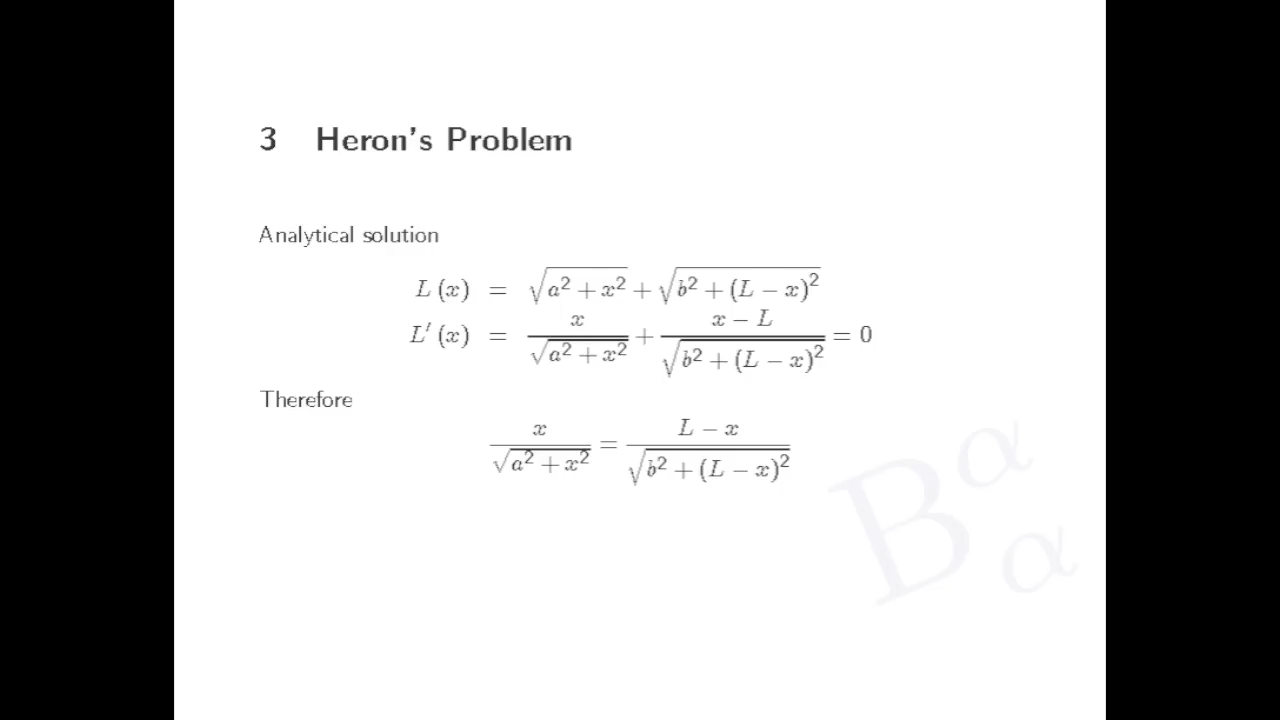 3 Heron's Problem
Analytical solution
L (x) = √(a² + x²) + √(b² + (L − x)²)
L′ (x) = x/√(a² + x²) + (x − L)/√(b² + (L − x)²) = 0
Therefore
x/√(a² + x²) = (L − x)/√(b² + (L − x)²)
B α α